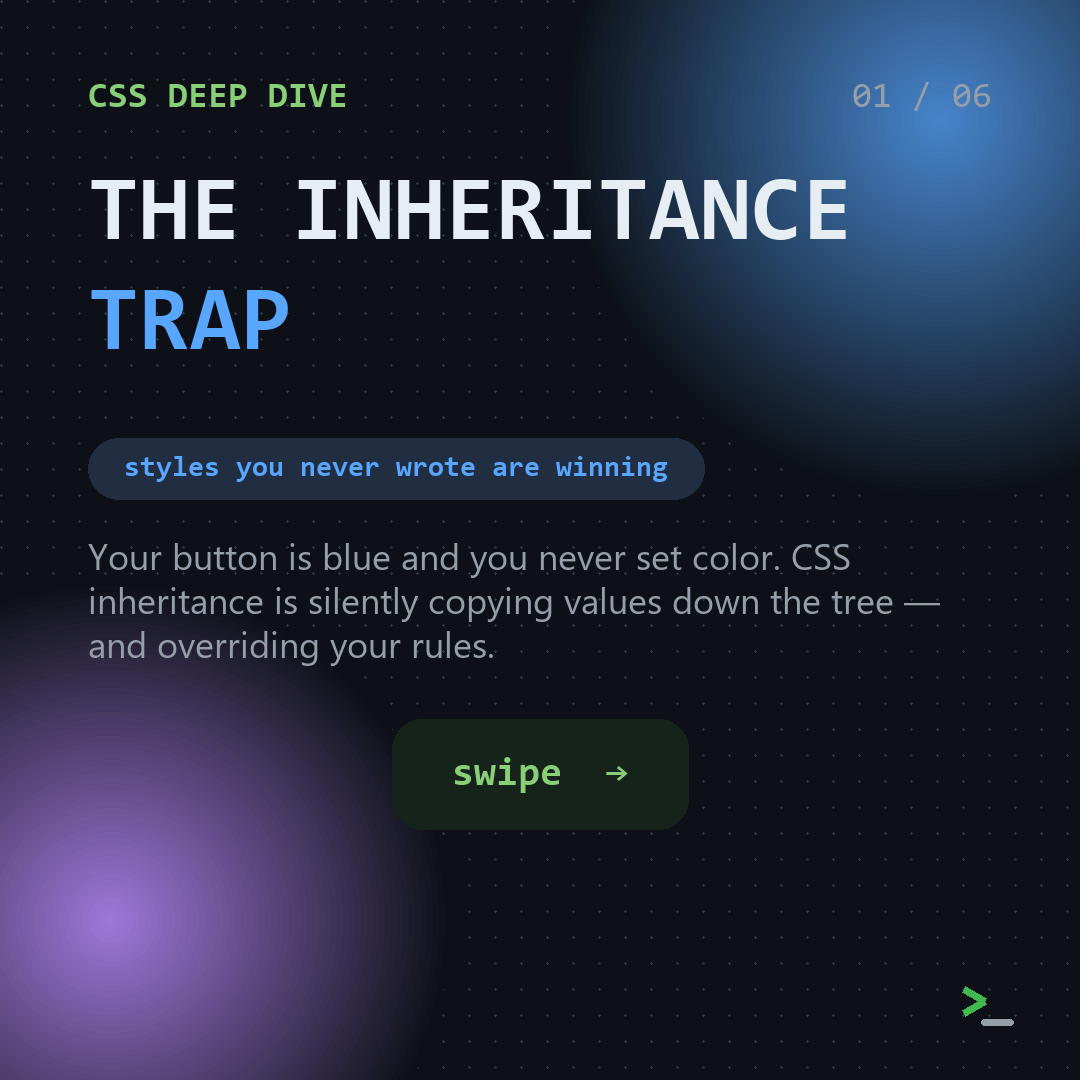 CSS DEEP DIVE
01 / 06
THE INHERITANCE
TRAP
styles you never wrote are winning
Your button is blue and you never set color. CSS
inheritance is silently copying values down the tree —
and overriding your rules.
swipe →
>_